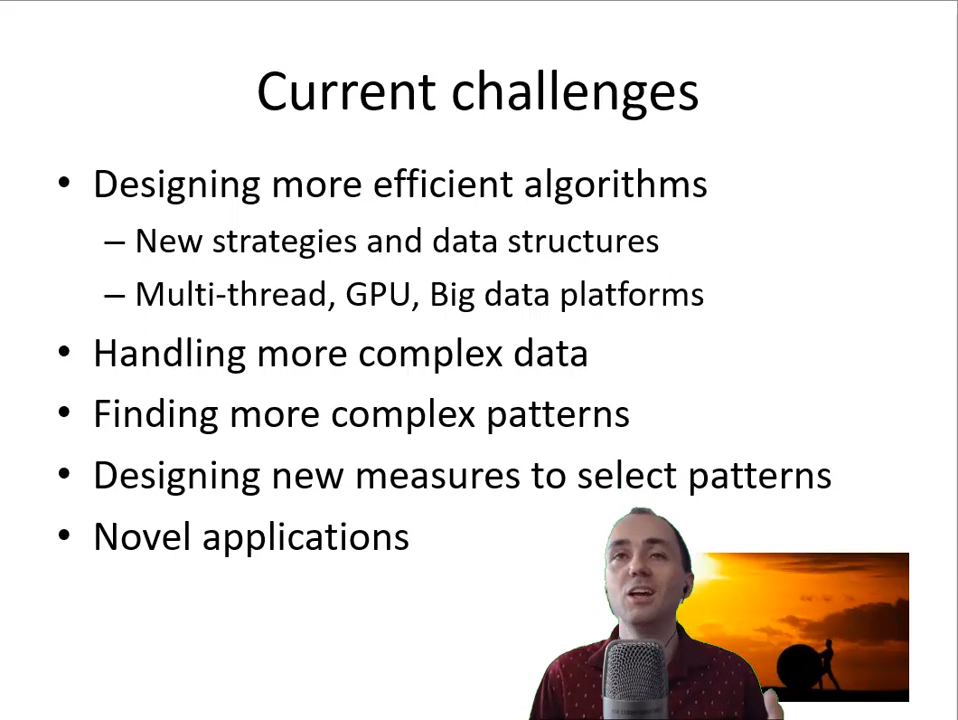 Current challenges
• Designing more efficient algorithms
– New strategies and data structures
– Multi-thread, GPU, Big data platforms
• Handling more complex data
• Finding more complex patterns
• Designing new measures to select patterns
• Novel applications